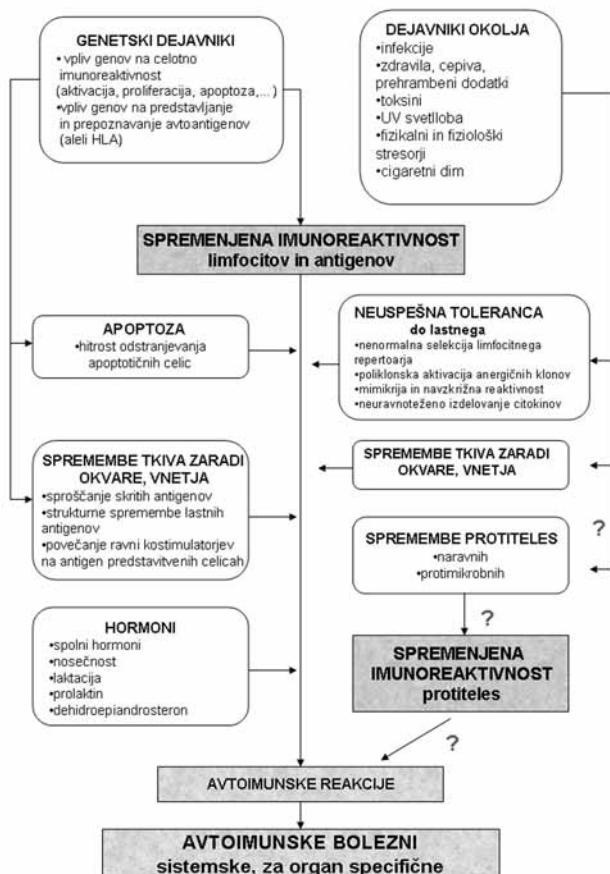 GENETSKI DEJAVNIKI
• vpliv genov na celotno
imunoreaktivnost
(aktivacija, proliferacija, apoptoza,...)
•vpliv genov na predstavljanje
in prepoznavanje avtoantigenov
(aleli HLA)
DEJAVNIKI OKOLJA
•infekcije
•zdravila, cepiva,
prehrambeni dodatki
•toksini
•UV svetlloba
•fizikalni in fiziološki
stresorji
•cigaretni dim
SPREMENJENA IMUNOREAKTIVNOST
limfocitov in antigenov
APOPTOZA
•hitrost odstranjevanja
apoptotičnih celic
NEUSPEŠNA TOLERANCA
do lastnega
•nenormalna selekcija limfocitnega
repertoarja
•poliklonska aktivacija anergičnih klonov
•mimikrija in navzkrižna reaktivnost
•neuravnoteženo izdelovanje citokinov
SPREMEMBE TKIVA ZARADI
OKVARE, VNETJA
•sproščanje skritih antigenov
•strukturne spremembe lastnih
antigenov
•povečanje ravni kostimulatorjev
na antigen predstavitvenih celicah
SPREMEMBE TKIVA ZARADI
OKVARE, VNETJA
?
SPREMEMBE PROTITELES
•naravnih
•protimikrobnih
?
HORMONI
•spolni hormoni
•nosečnost
•laktacija
•prolaktin
•dehidroepiandrosteron
SPREMENJENA
IMUNOREAKTIVNOST
protiteles
?
AVTOIMUNSKE REAKCIJE
AVTOIMUNSKE BOLEZNI
sistemske, za organ specifične